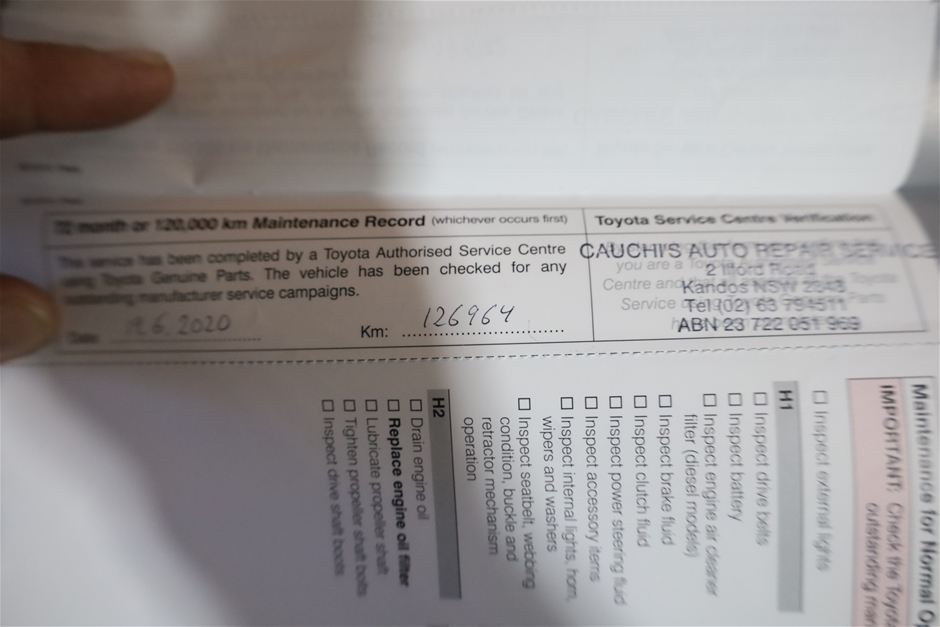 month or 120,000 km Maintenance Record (whichever occurs first)
Toyota Service Centre Verification
This service has been completed by a Toyota Authorised Service Centre
using Toyota Genuine Parts. The vehicle has been checked for any
outstanding manufacturer service campaigns.
Date: 6.2020
Km: 126964
CAUCHI'S AUTO REPAIR SERVICE
2 Ilford Road
Kandos NSW 2848
Tel (02) 63 794511
ABN 23 722 051 969
you are a
Centre and
Service
Parts
Maintenance for Normal
IMPORTANT: Check the Toyota
outstanding
☐ Inspect external lights
H1
☐ Inspect drive belts
☐ Inspect battery
☐ Inspect engine air cleaner
filter (diesel models)
☐ Inspect brake fluid
☐ Inspect clutch fluid
☐ Inspect power steering fluid
☐ Inspect accessory items
☐ Inspect internal lights, horn,
wipers and washers
☐ Inspect seatbelt, webbing
condition, buckle and
retractor mechanism
operation
H2
☐ Drain engine oil
☐ Replace engine oil filter
☐ Lubricate propeller shaft
☐ Tighten propeller shaft bolts
☐ Inspect drive shaft boots